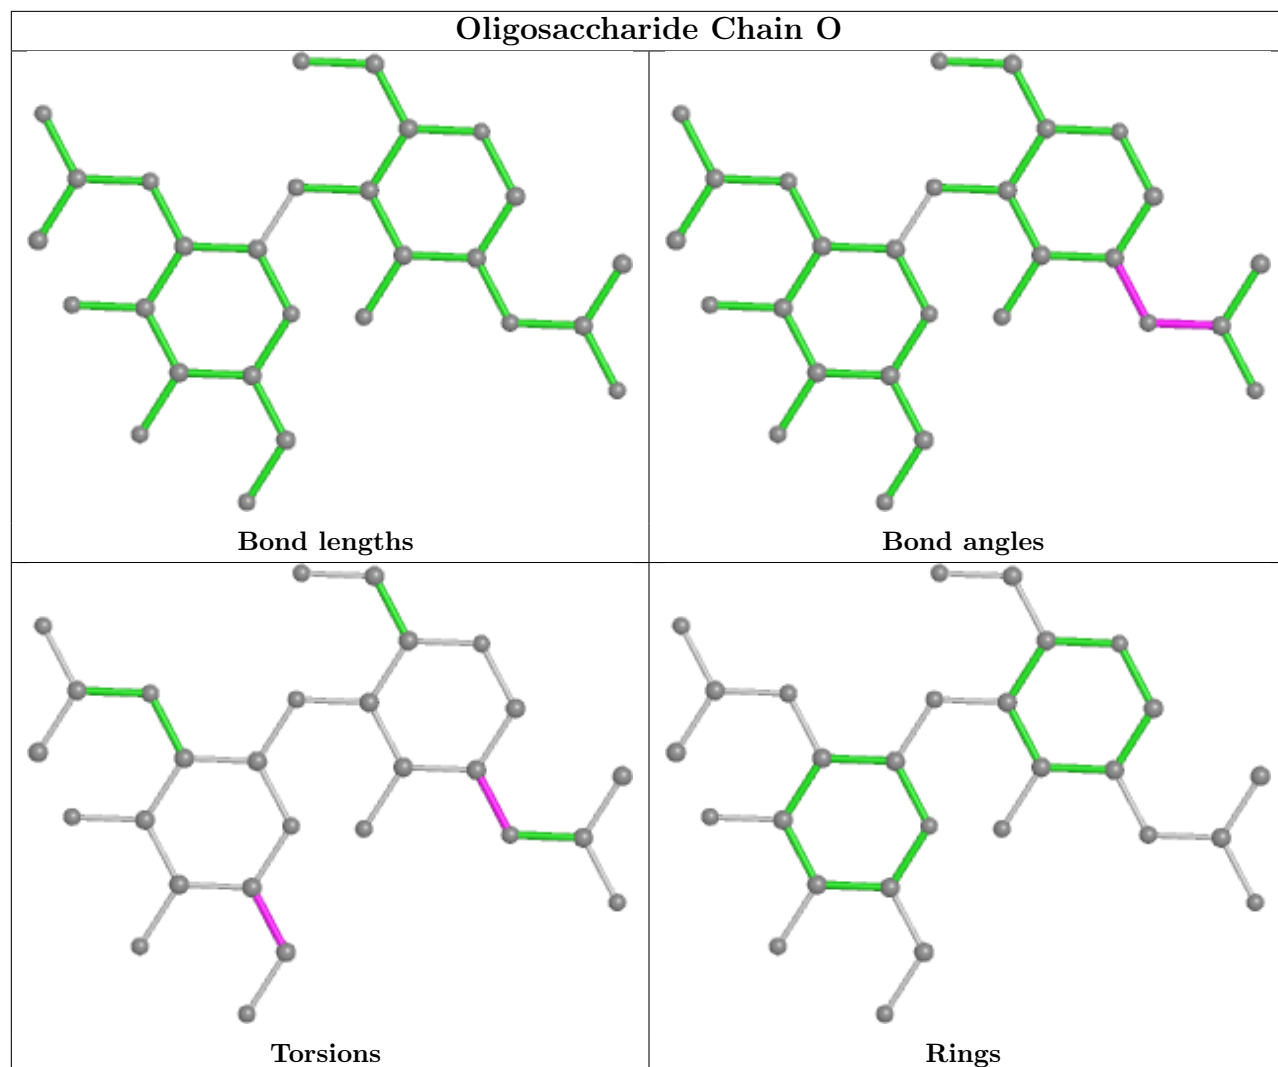 Oligosaccharide Chain O
Bond lengths
Bond angles
Torsions
Rings